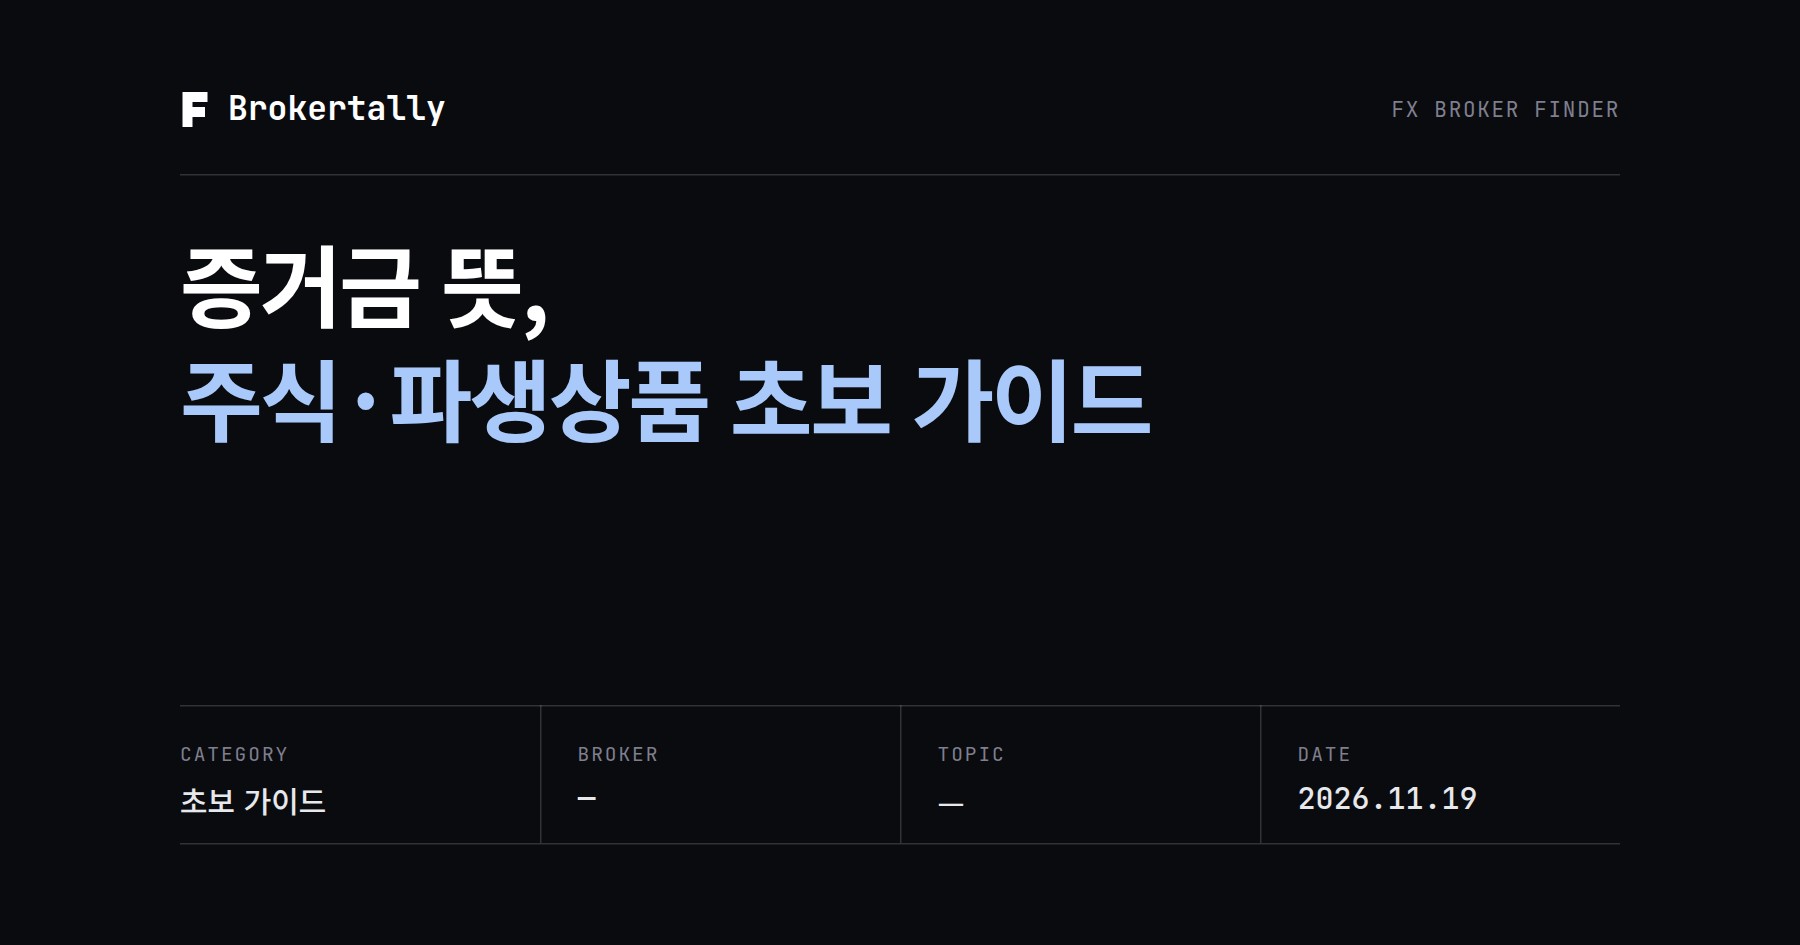 Brokertally
FX BROKER FINDER
증거금 뜻,
주식·파생상품 초보 가이드
CATEGORY
초보 가이드
BROKER
—
TOPIC
—
DATE
2026.11.19